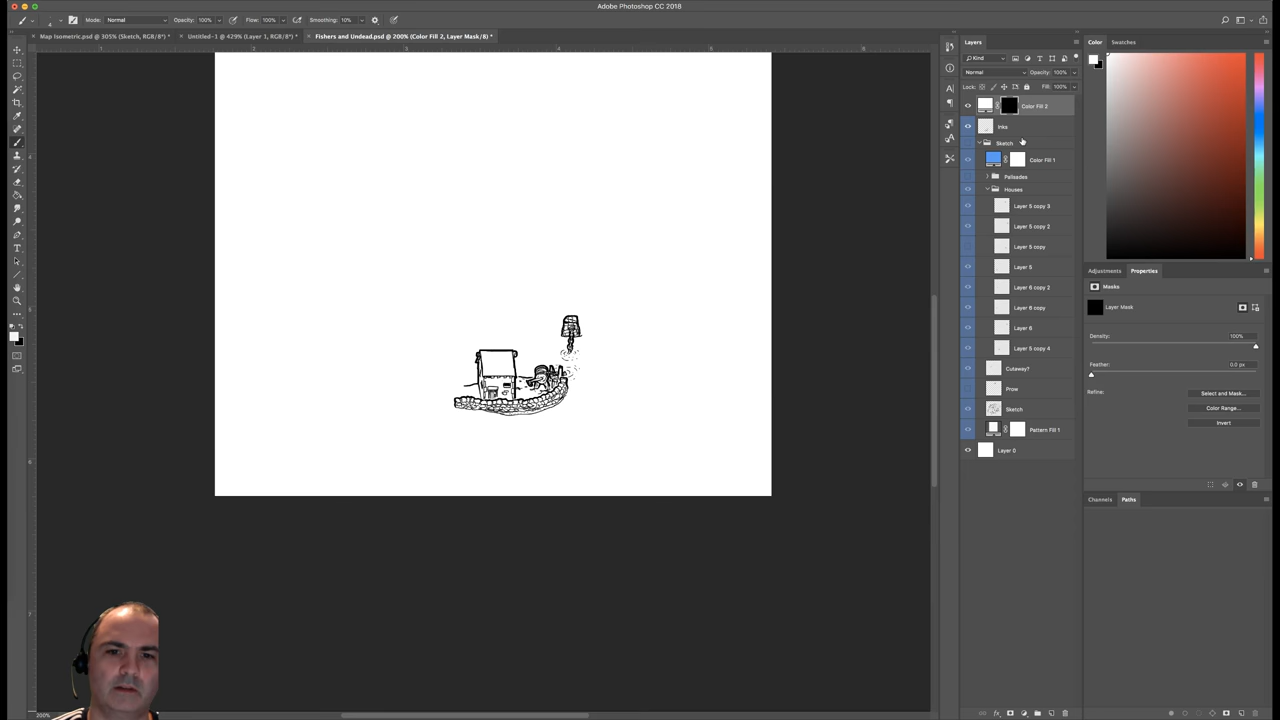 Adobe Photoshop CC 2018
Mode: Normal Opacity: 100% Flow: 100% Smoothing: 10%
× Map Isometric.psd @ 305% (Sketch, RGB/8*) * × Untitled-1 @ 429% (Layer 1, RGB/8*) * × Fishers and Undead.psd @ 200% (Color Fill 2, Layer Mask/8) *
Layers
Kind
Normal Opacity: 100%
Lock: Fill: 100%
Color Fill 2
Inks
Sketch
Color Fill 1
Palisades
Houses
Layer 5 copy 3
Layer 5 copy 2
Layer 5 copy
Layer 5
Layer 6 copy 2
Layer 6 copy
Layer 6
Layer 5 copy 4
Cutaway?
Prow
Sketch
Pattern Fill 1
Layer 0
Color Swatches
Adjustments Properties
Masks
Layer Mask
Density: 100%
Feather: 0.0 px
Refine: Select and Mask...
Color Range...
Invert
Channels Paths
200%